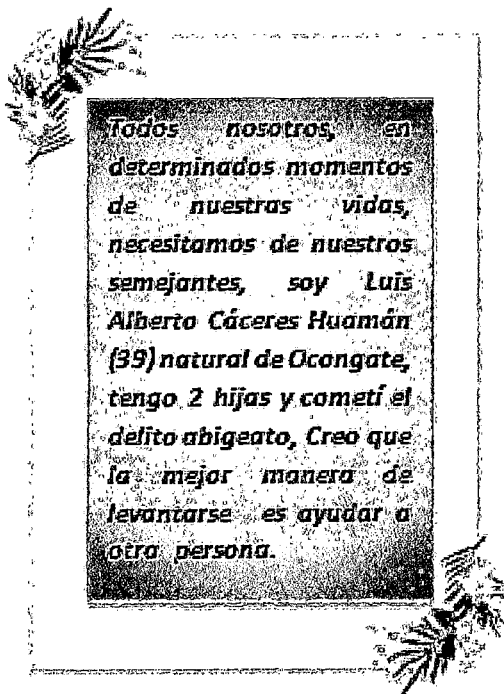 Todos nosotros, en
determinados momentos
de nuestras vidas,
necesitamos de nuestros
semejantes, soy Luis
Alberto Cáceres Huamán
(39) natural de Ocongate,
tengo 2 hijas y cometí el
delito abigeato, Creo que
la mejor manera de
levantarse es ayudar a
otra persona.